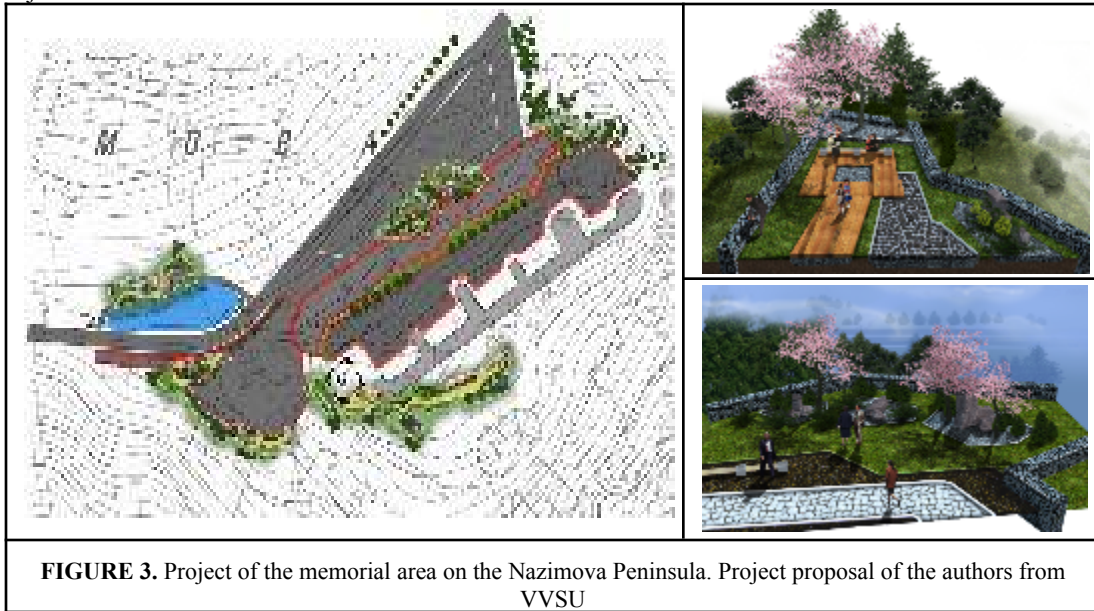 FIGURE 3. Project of the memorial area on the Nazimova Peninsula. Project proposal of the authors from
VVSU